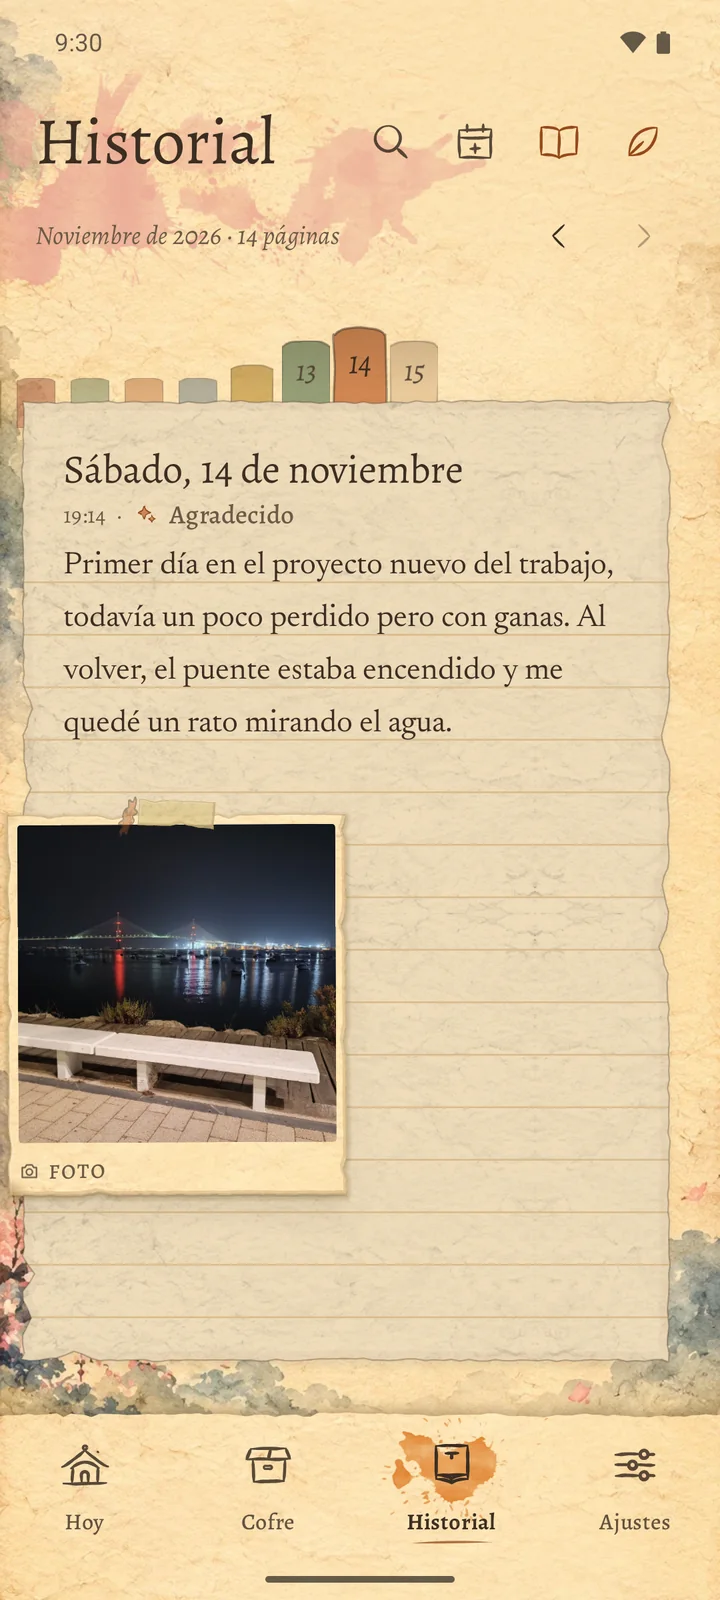 9:30
Historial
Noviembre de 2026 · 14 páginas
13
14
15
Sábado, 14 de noviembre
19:14 · Agradecido
Primer día en el proyecto nuevo del trabajo,
todavía un poco perdido pero con ganas. Al
volver, el puente estaba encendido y me
quedé un rato mirando el agua.
FOTO
Hoy
Cofre
Historial
Ajustes